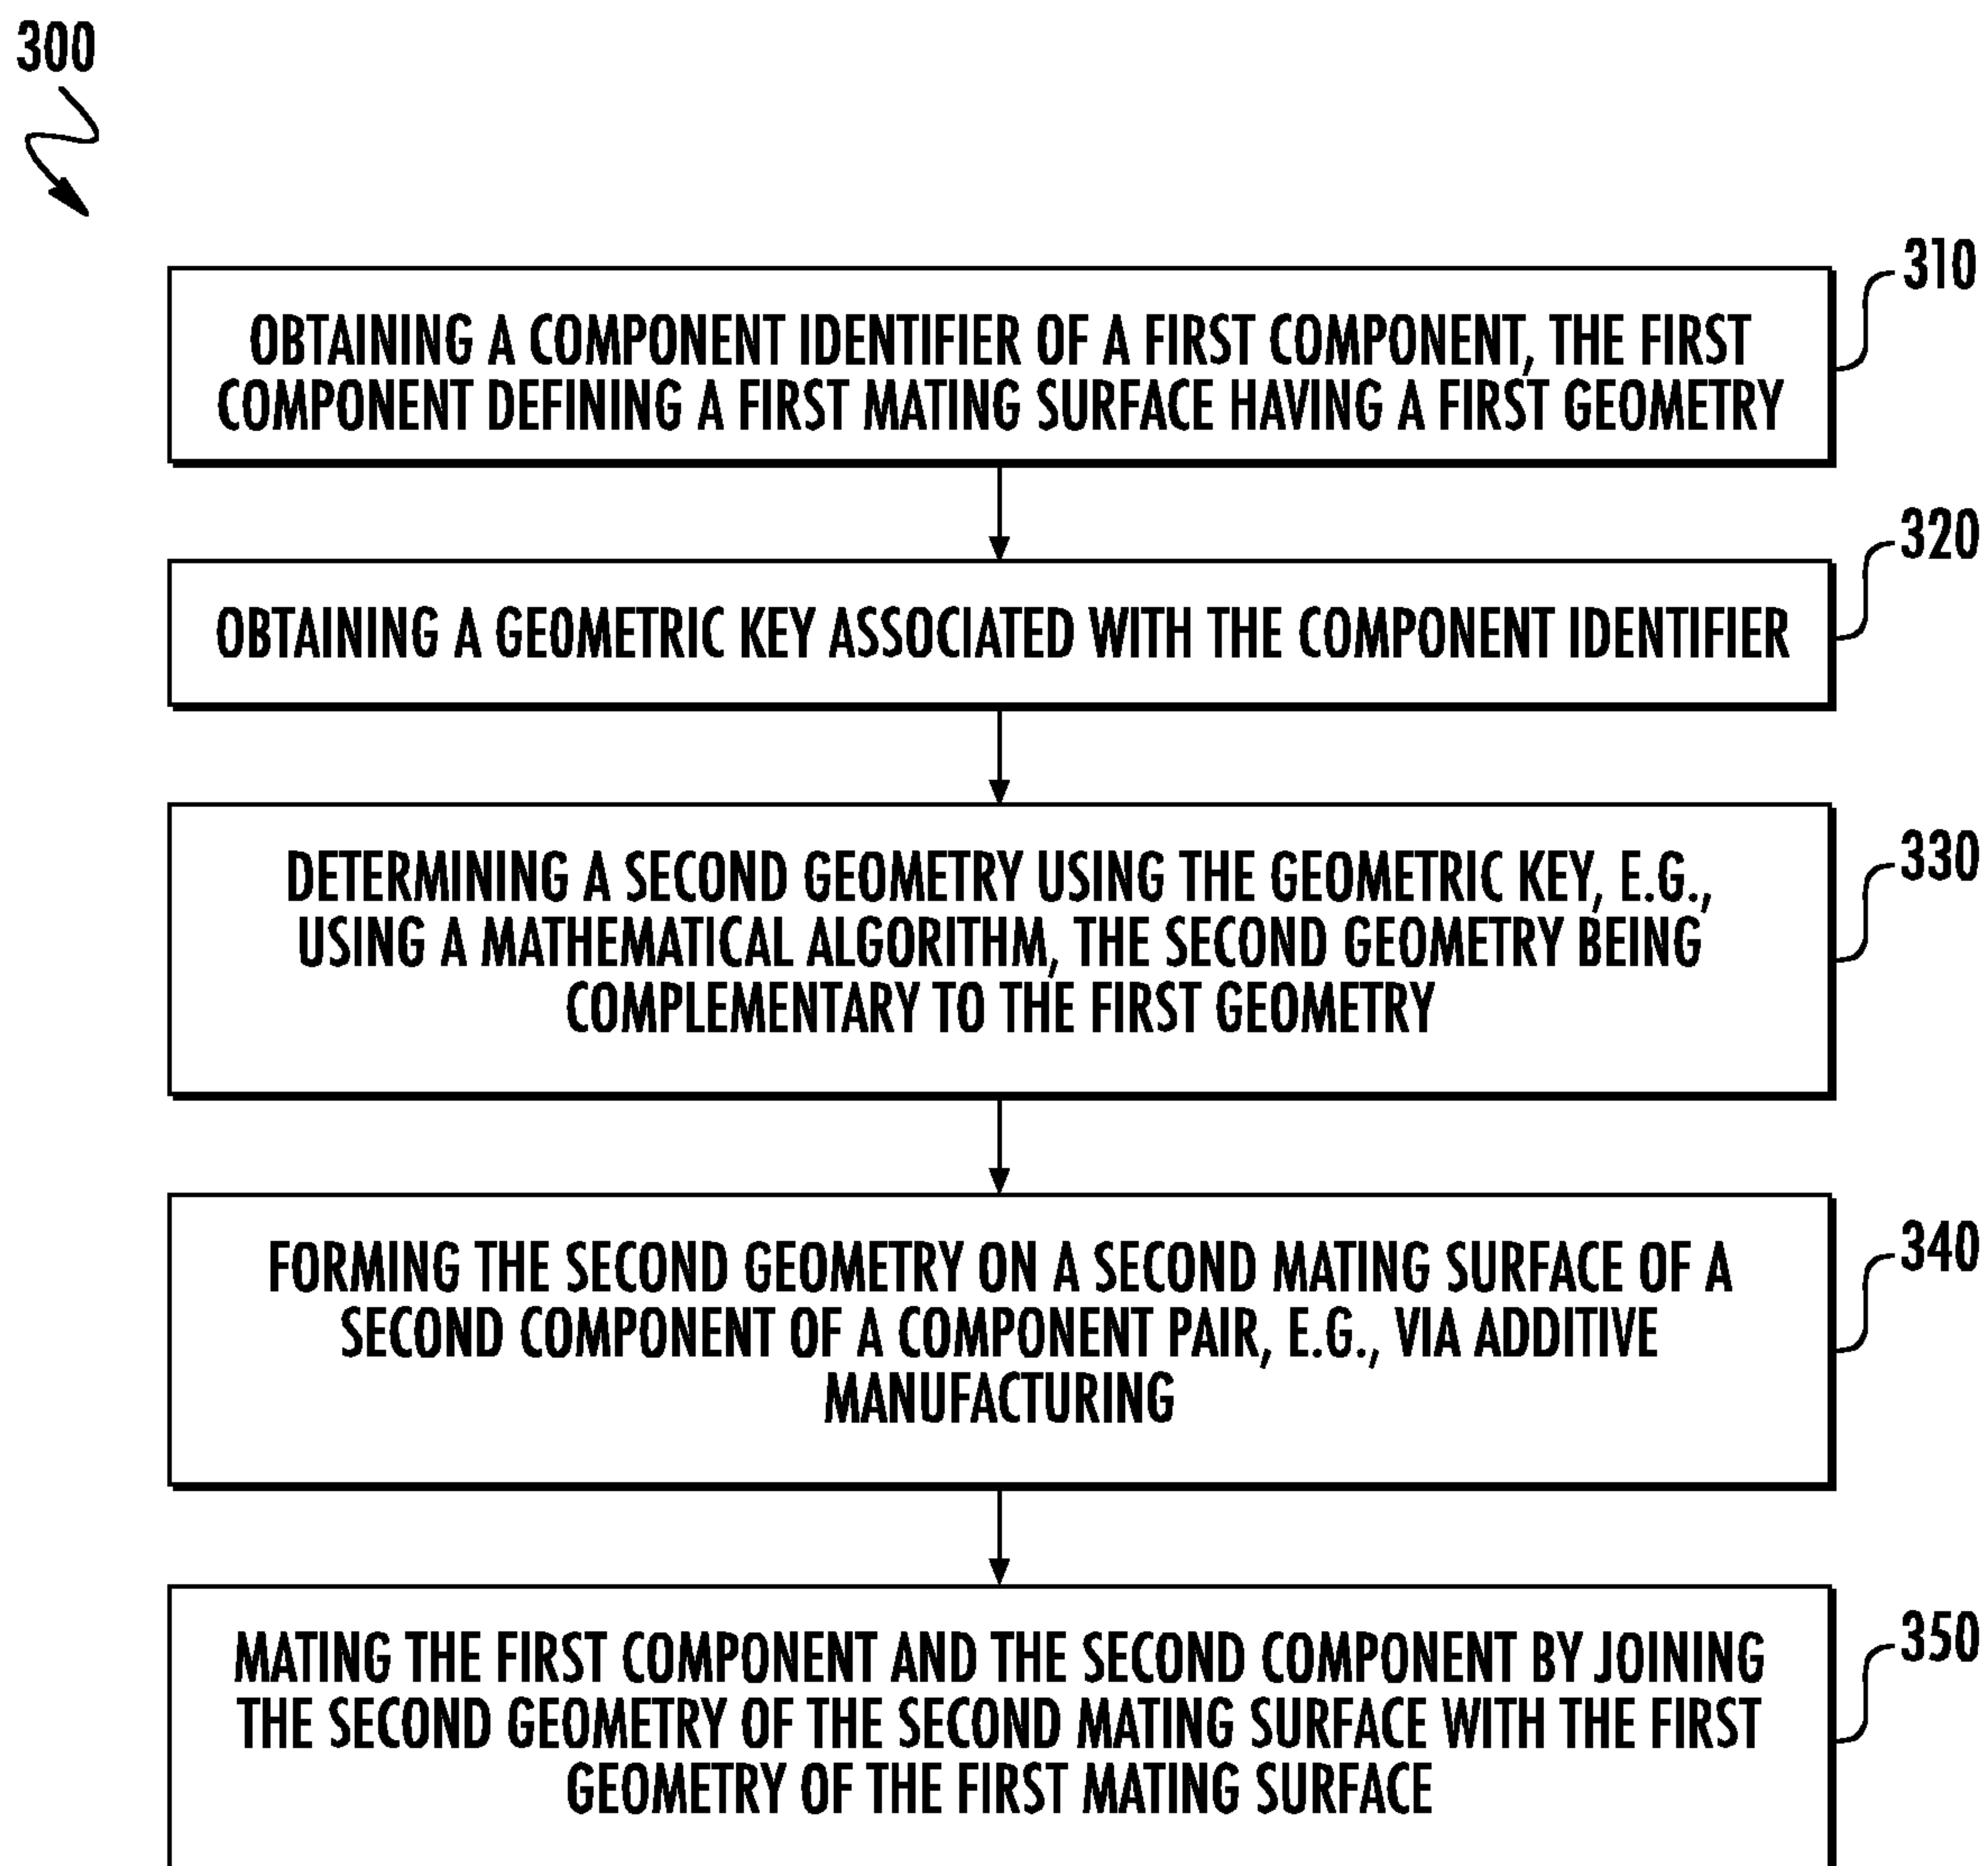 300
310
OBTAINING A COMPONENT IDENTIFIER OF A FIRST COMPONENT, THE FIRST
COMPONENT DEFINING A FIRST MATING SURFACE HAVING A FIRST GEOMETRY
320
OBTAINING A GEOMETRIC KEY ASSOCIATED WITH THE COMPONENT IDENTIFIER
330
DETERMINING A SECOND GEOMETRY USING THE GEOMETRIC KEY, E.G.,
USING A MATHEMATICAL ALGORITHM, THE SECOND GEOMETRY BEING
COMPLEMENTARY TO THE FIRST GEOMETRY
340
FORMING THE SECOND GEOMETRY ON A SECOND MATING SURFACE OF A
SECOND COMPONENT OF A COMPONENT PAIR, E.G., VIA ADDITIVE
MANUFACTURING
350
MATING THE FIRST COMPONENT AND THE SECOND COMPONENT BY JOINING
THE SECOND GEOMETRY OF THE SECOND MATING SURFACE WITH THE FIRST
GEOMETRY OF THE FIRST MATING SURFACE